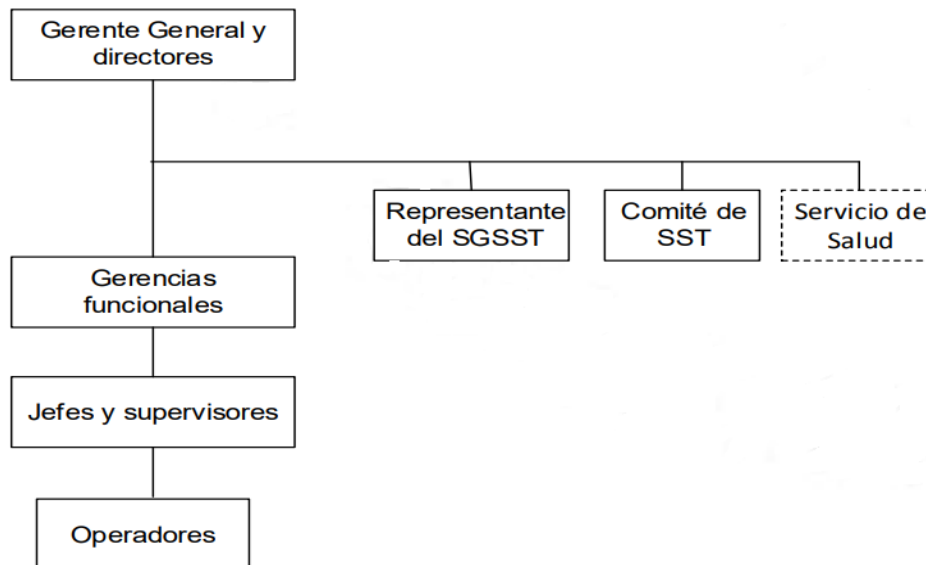 Gerente General y
directores
Representante
del SGSST
Comité de
SST
Servicio de
Salud
Gerencias
funcionales
Jefes y supervisores
Operadores